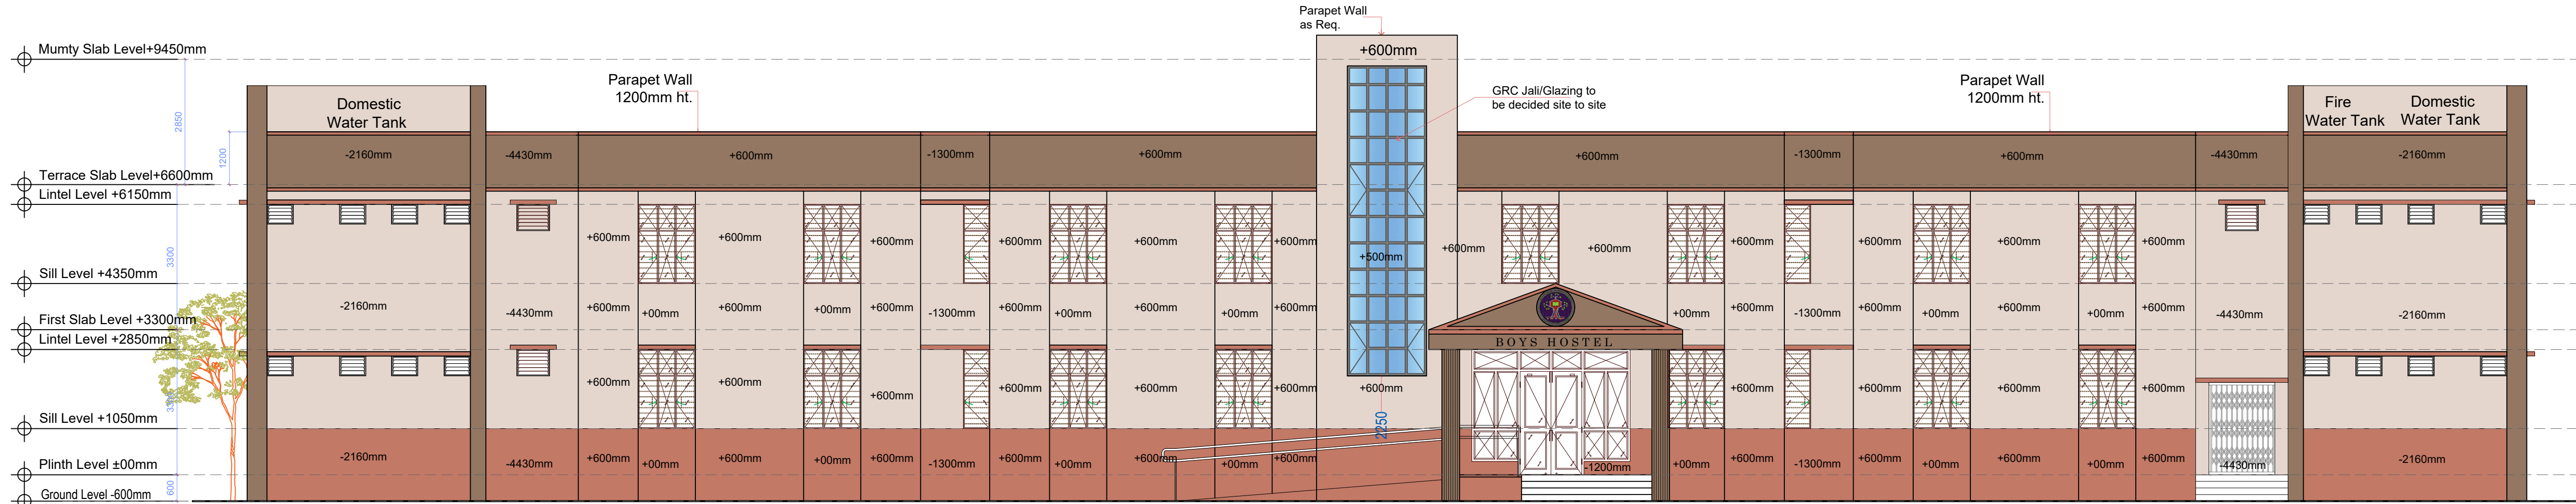 Parapet Wall
as Req.
Mumty Slab Level+9450mm
+600mm
Parapet Wall
1200mm ht.
Parapet Wall
1200mm ht.
GRC Jali/Glazing to
be decided site to site
Domestic
Water Tank
Fire
Water Tank
Domestic
Water Tank
2850
1200
-2160mm
-4430mm
+600mm
-1300mm
+600mm
+600mm
-1300mm
+600mm
-4430mm
-2160mm
Terrace Slab Level+6600mm
Lintel Level +6150mm
3300
+600mm
+600mm
+600mm
+600mm
+600mm
+600mm
+500mm
+600mm
+600mm
+600mm
+600mm
+600mm
+600mm
Sill Level +4350mm
-2160mm
-4430mm
+600mm
+00mm
+600mm
+00mm
+600mm
-1300mm
+600mm
+00mm
+600mm
+00mm
+600mm
+00mm
+600mm
-1300mm
+600mm
+00mm
+600mm
+00mm
+600mm
-4430mm
-2160mm
First Slab Level +3300mm
Lintel Level +2850mm
BOYS HOSTEL
+600mm
+600mm
+600mm
+600mm
+600mm
+600mm
+600mm
+600mm
+600mm
+600mm
+600mm
2250
Sill Level +1050mm
-2160mm
-4430mm
+600mm
+00mm
+600mm
+00mm
+600mm
-1300mm
+600mm
+00mm
+600mm
+00mm
+600mm
-1200mm
+00mm
+600mm
-1300mm
+600mm
+00mm
+600mm
+00mm
+600mm
-4430mm
-2160mm
Plinth Level ±00mm
600
Ground Level -600mm